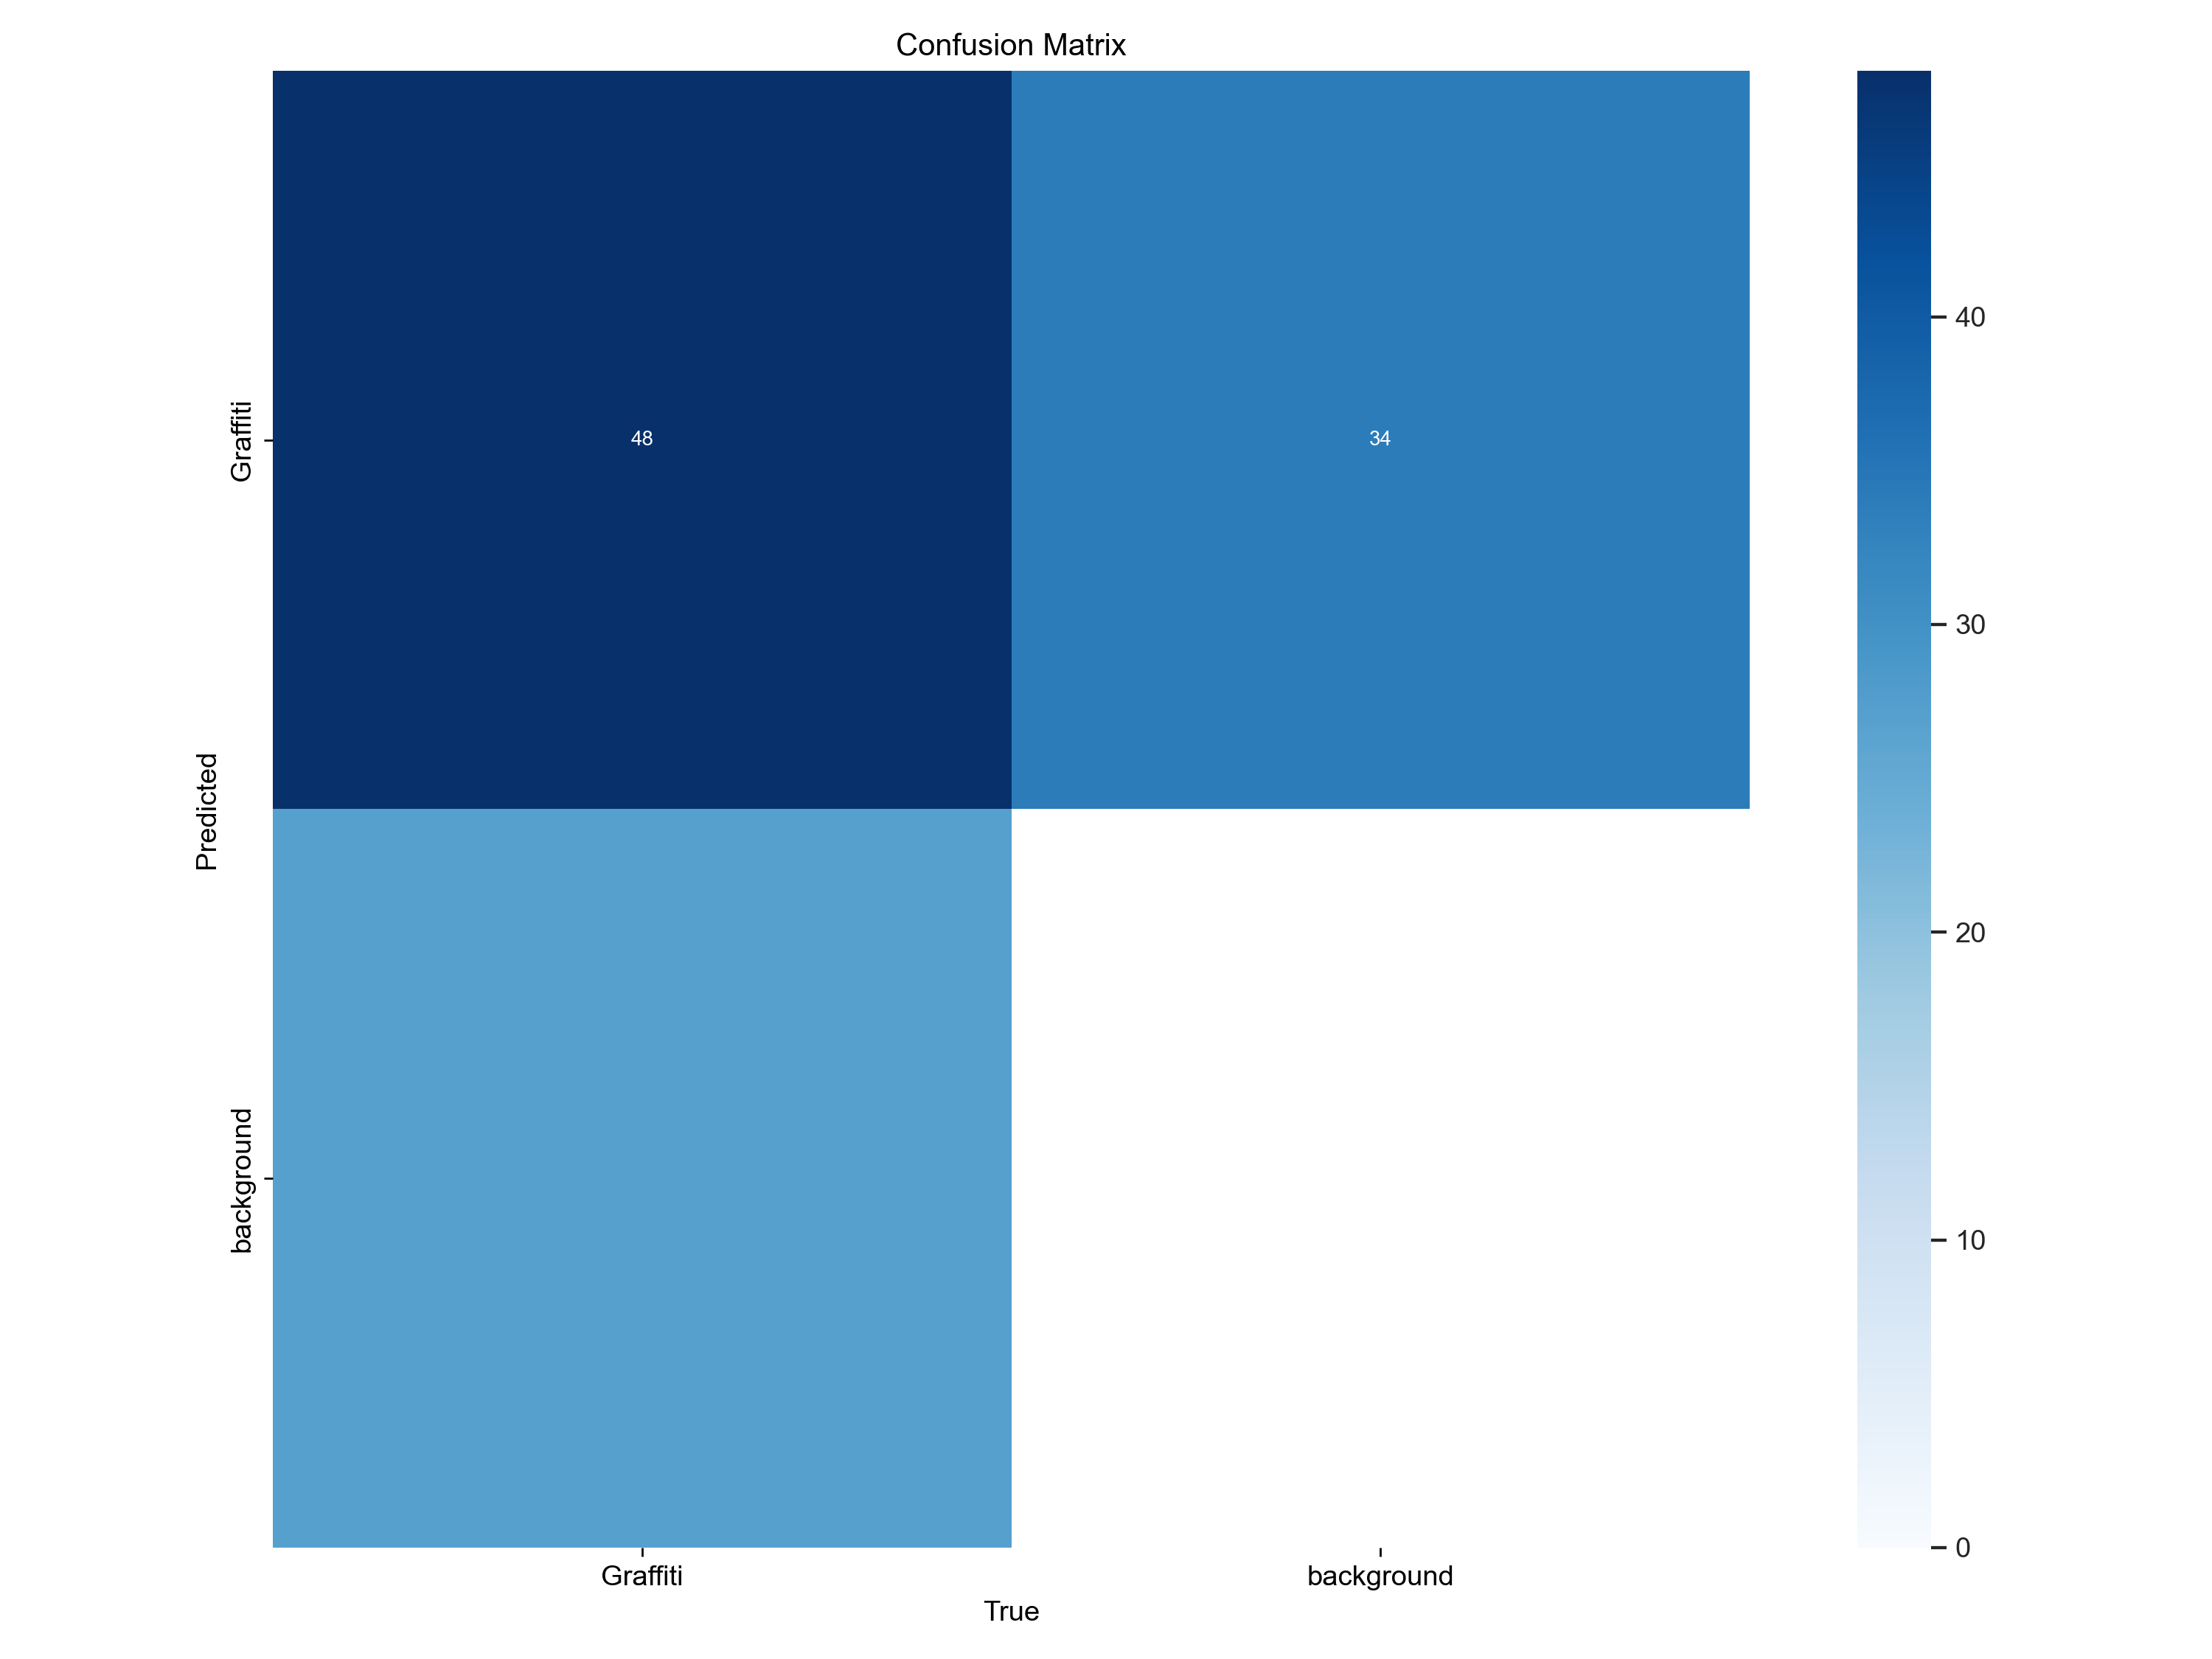 Confusion Matrix
Graffiti
48
34
40
30
20
10
0
Predicted
background
Graffiti
background
True